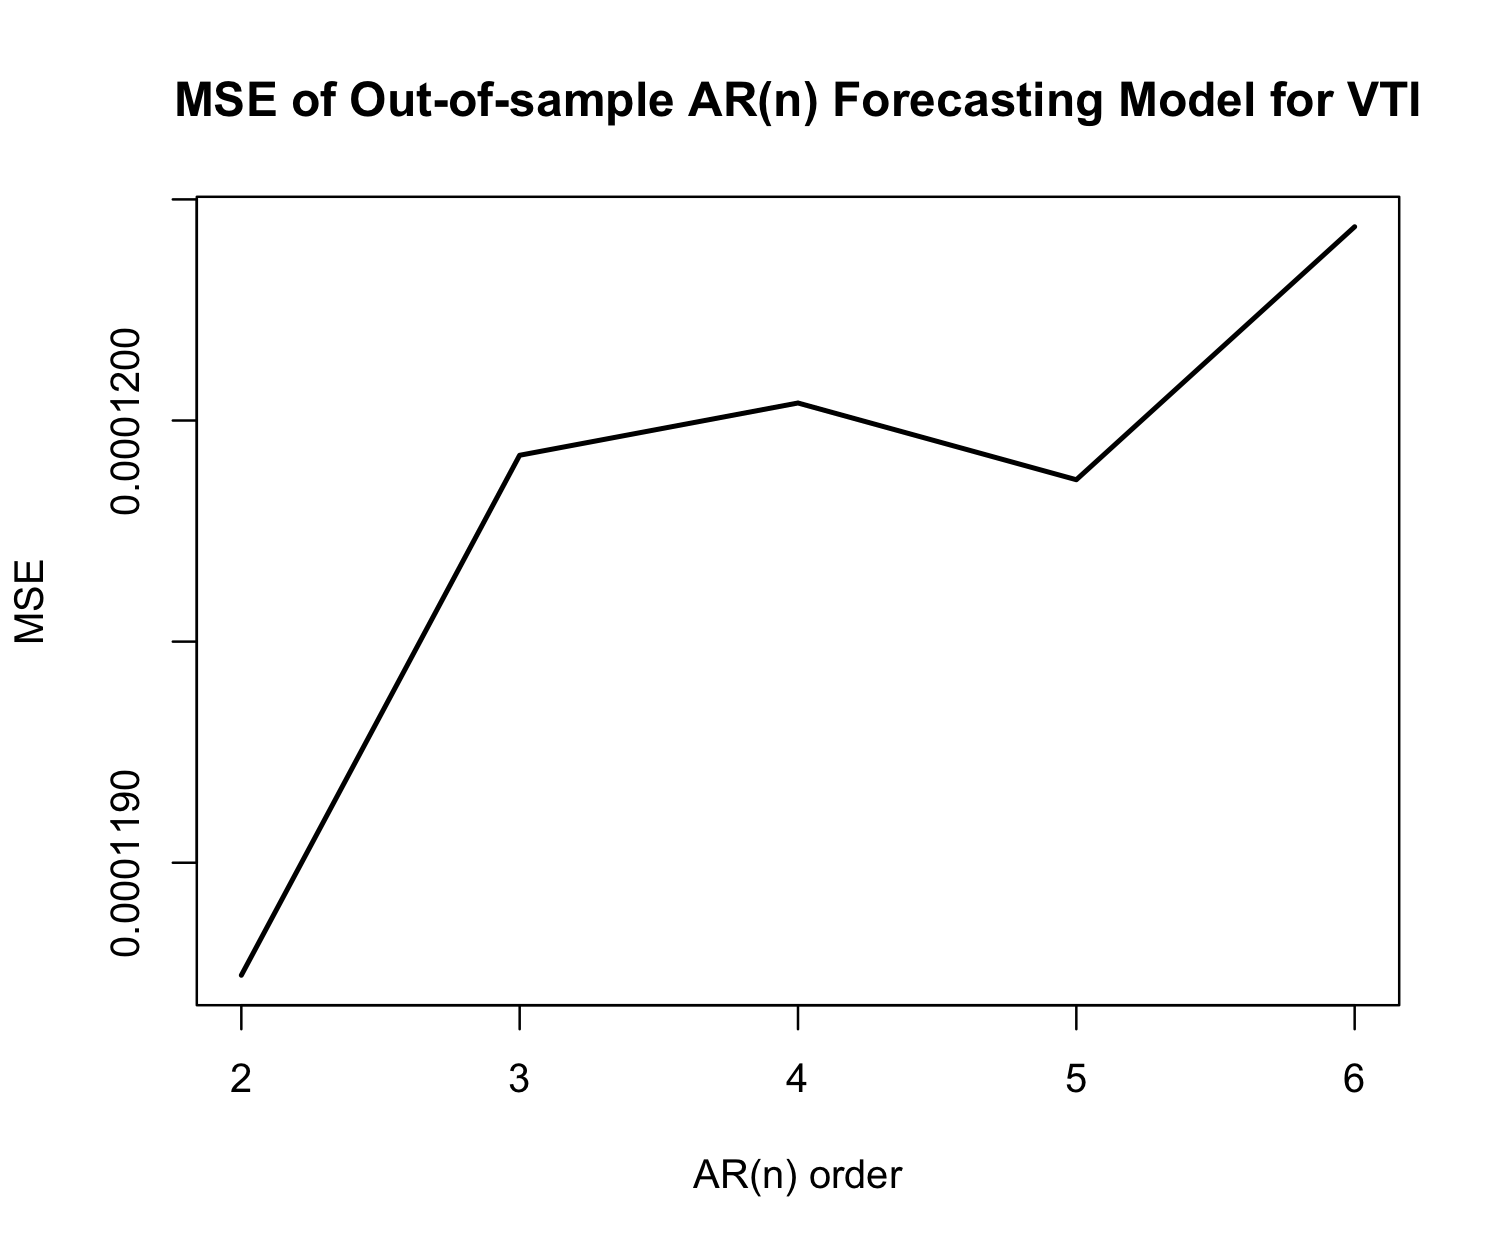 MSE of Out-of-sample AR(n) Forecasting Model for VTI
MSE
0.0001200
0.0001190
2 3 4 5 6
AR(n) order